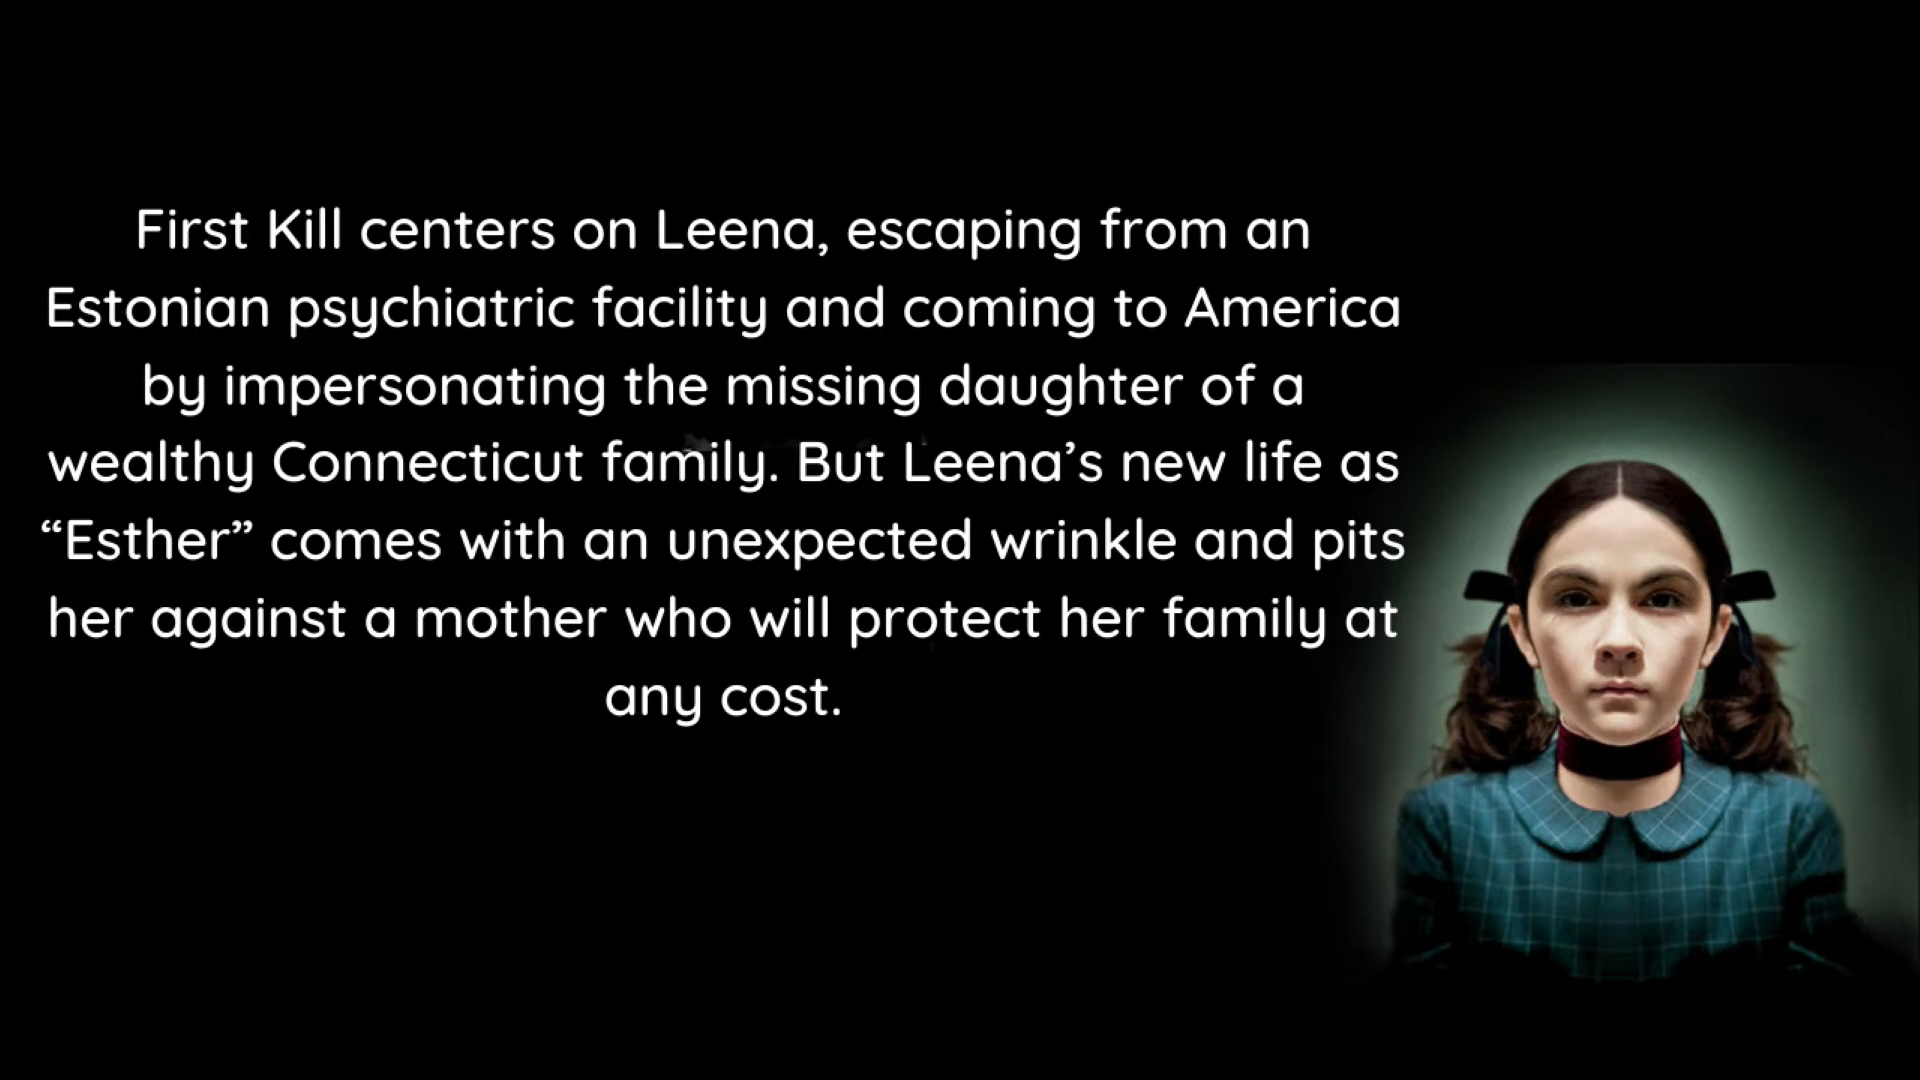 First Kill centers on Leena, escaping from an
Estonian psychiatric facility and coming to America
by impersonating the missing daughter of a
wealthy Connecticut family. But Leena’s new life as
“Esther” comes with an unexpected wrinkle and pits
her against a mother who will protect her family at
any cost.